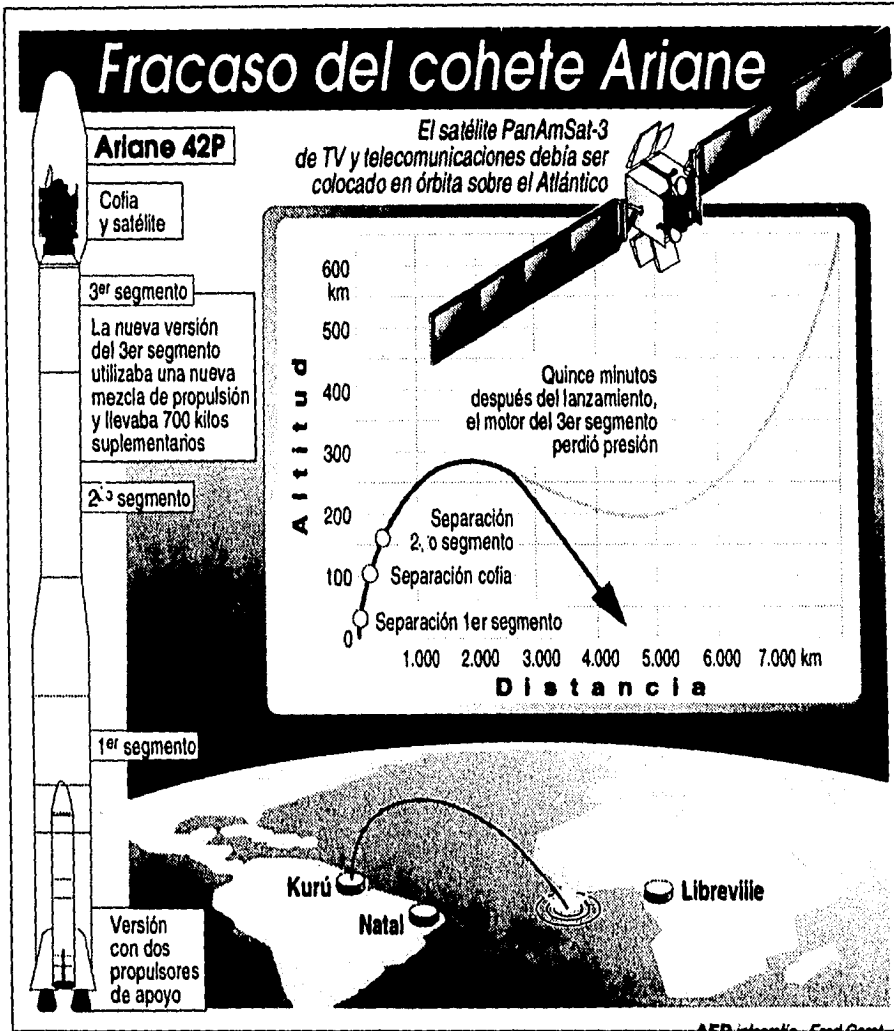 Fracaso del cohete Ariane
Ariane 42P
Cofia
y satélite
3er segmento
La nueva versión
del 3er segmento
utilizaba una nueva
mezcla de propulsión
y llevaba 700 kilos
suplementarios
2.o segmento
1er segmento
Versión
con dos
propulsores
de apoyo
El satélite PanAmSat-3
de TV y telecomunicaciones debía ser
colocado en órbita sobre el Atlántico
Altitud
600
km
500
400
300
200
100
0
Quince minutos
después del lanzamiento,
el motor del 3er segmento
perdió presión
Separación
2.o segmento
Separación cofia
Separación 1er segmento
1.000 2.000 3.000 4.000 5.000 6.000 7.000 km
Distancia
Kurú
Natal
Libreville
AFP